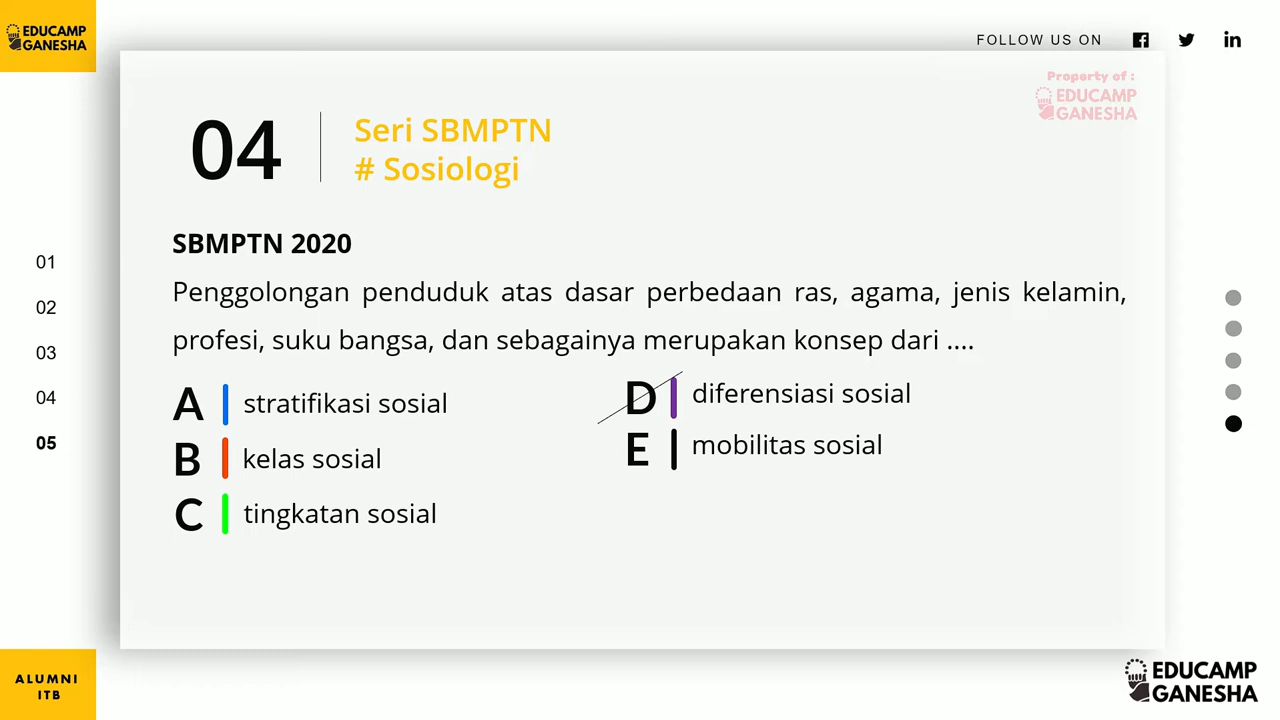 EDUCAMP
GANESHA
FOLLOW US ON
Property of :
EDUCAMP
GANESHA
04
Seri SBMPTN
# Sosiologi
SBMPTN 2020
Penggolongan penduduk atas dasar perbedaan ras, agama, jenis kelamin,
profesi, suku bangsa, dan sebagainya merupakan konsep dari ....
A stratifikasi sosial
B kelas sosial
C tingkatan sosial
D diferensiasi sosial
E mobilitas sosial
01
02
03
04
05
ALUMNI
ITB
EDUCAMP
GANESHA